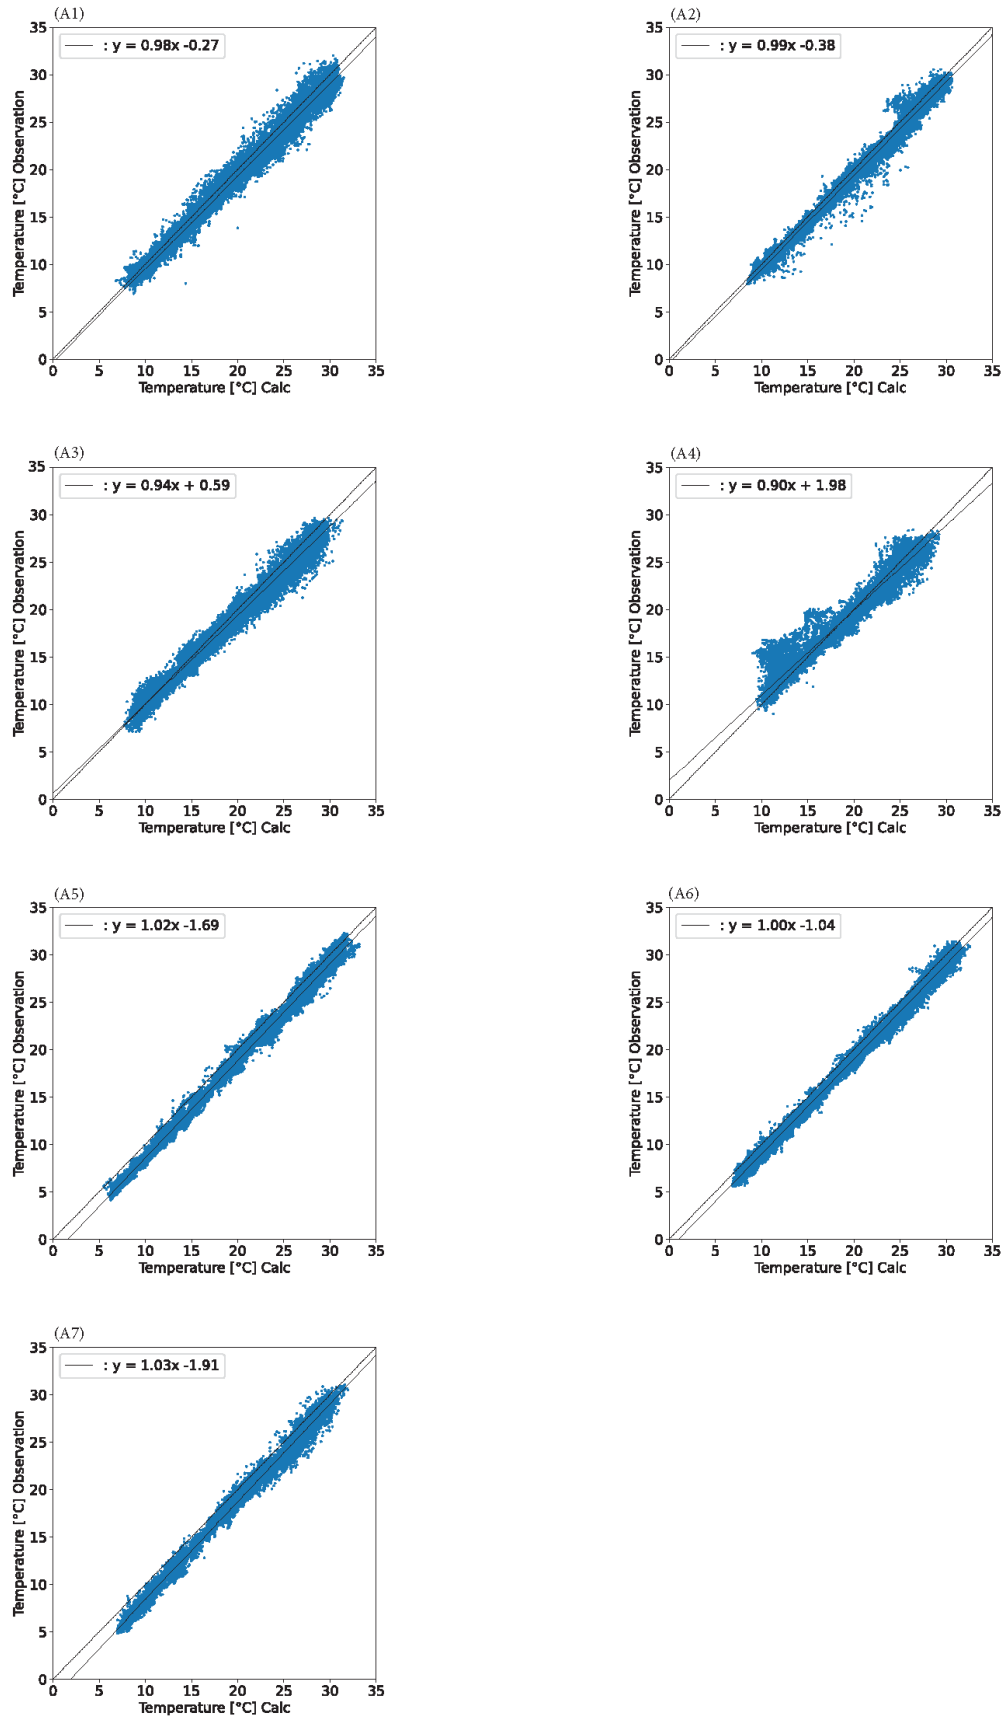 (A1)
: y = 0.98x -0.27
Temperature [°C] Observation
35
30
25
20
15
10
5
0
0 5 10 15 20 25 30 35
Temperature [°C] Calc
(A2)
: y = 0.99x -0.38
Temperature [°C] Observation
35
30
25
20
15
10
5
0
0 5 10 15 20 25 30 35
Temperature [°C] Calc
(A3)
: y = 0.94x + 0.59
Temperature [°C] Observation
35
30
25
20
15
10
5
0
0 5 10 15 20 25 30 35
Temperature [°C] Calc
(A4)
: y = 0.90x + 1.98
Temperature [°C] Observation
35
30
25
20
15
10
5
0
0 5 10 15 20 25 30 35
Temperature [°C] Calc
(A5)
: y = 1.02x -1.69
Temperature [°C] Observation
35
30
25
20
15
10
5
0
0 5 10 15 20 25 30 35
Temperature [°C] Calc
(A6)
: y = 1.00x -1.04
Temperature [°C] Observation
35
30
25
20
15
10
5
0
0 5 10 15 20 25 30 35
Temperature [°C] Calc
(A7)
: y = 1.03x -1.91
Temperature [°C] Observation
35
30
25
20
15
10
5
0
0 5 10 15 20 25 30 35
Temperature [°C] Calc